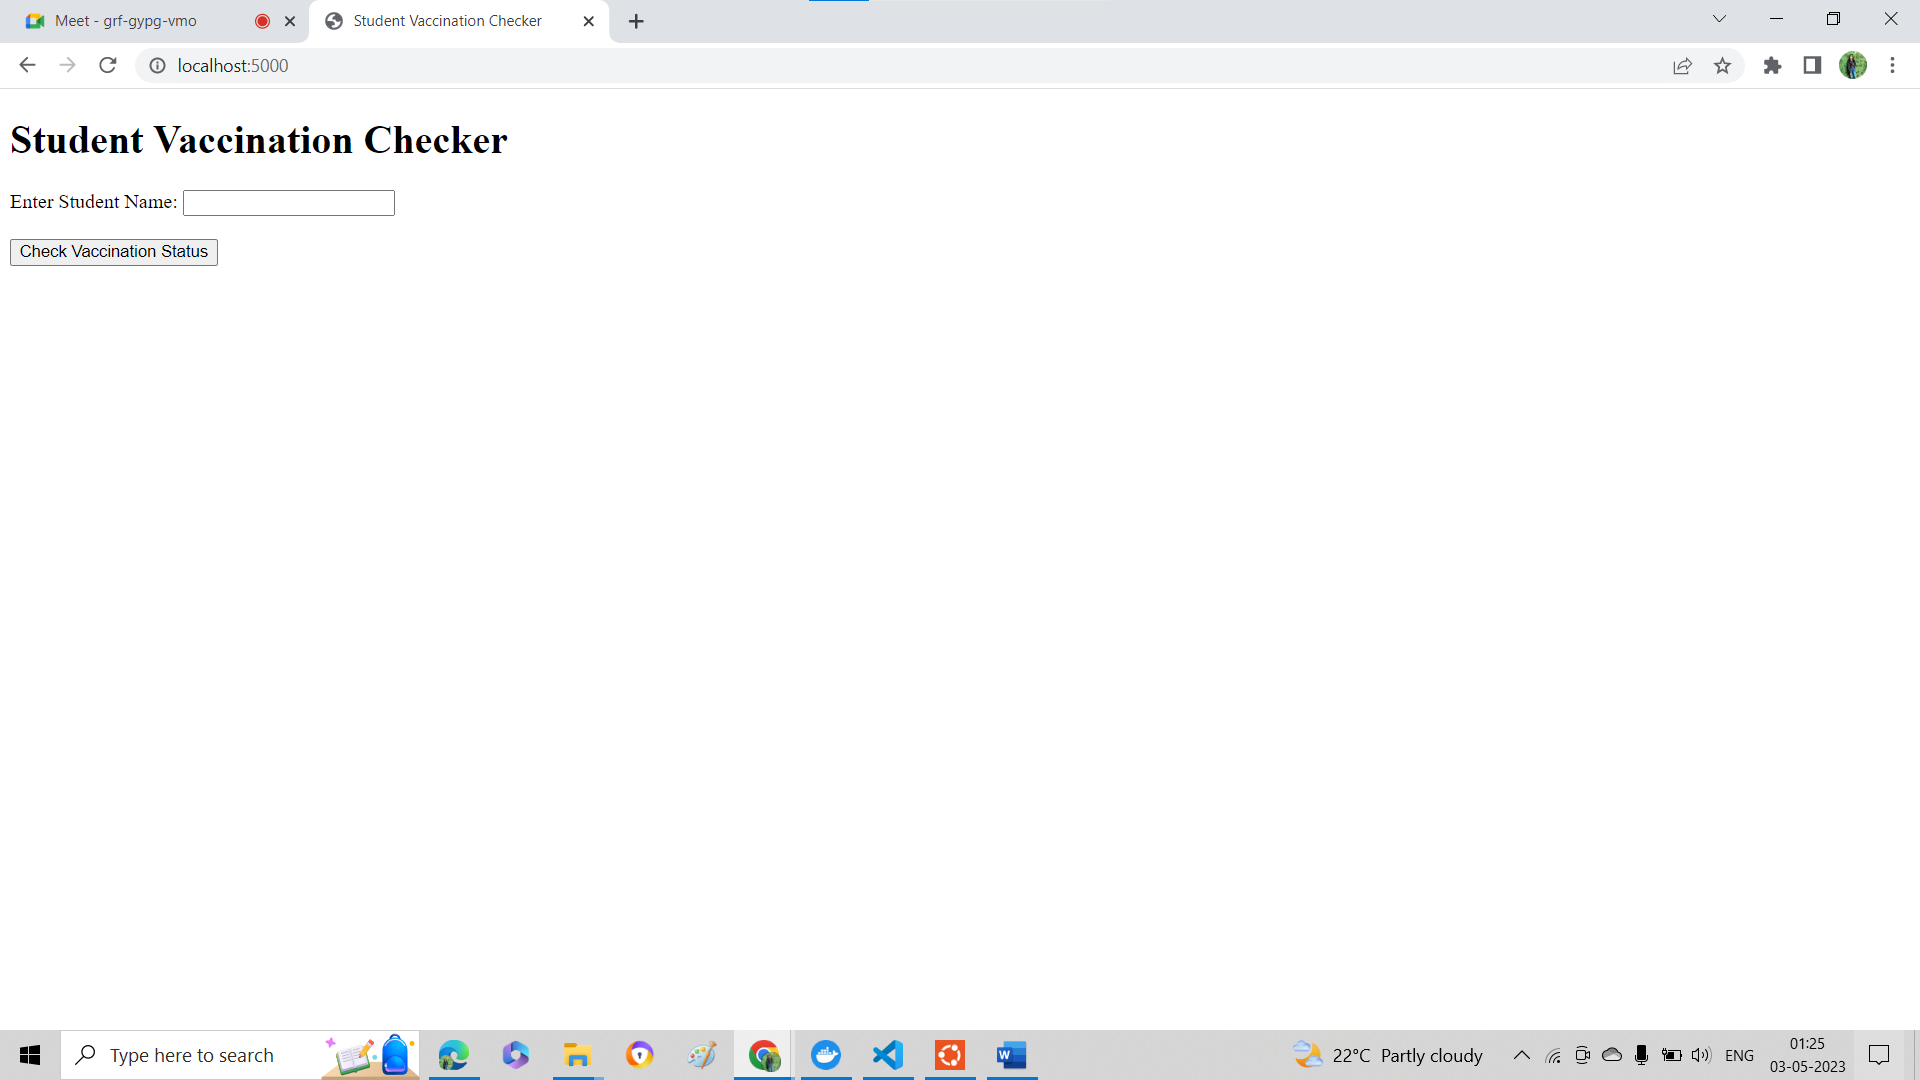 Meet - grf-gypg-vmo
Student Vaccination Checker
localhost:5000
Student Vaccination Checker
Enter Student Name:
Check Vaccination Status
Type here to search
22°C Partly cloudy
ENG
01:25
03-05-2023